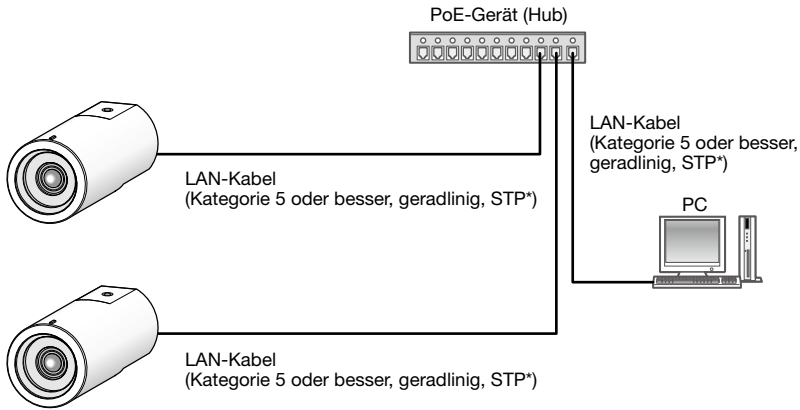 PoE-Gerät (Hub)
LAN-Kabel
(Kategorie 5 oder besser,
geradlinig, STP*)
LAN-Kabel
(Kategorie 5 oder besser, geradlinig, STP*)
PC
LAN-Kabel
(Kategorie 5 oder besser, geradlinig, STP*)